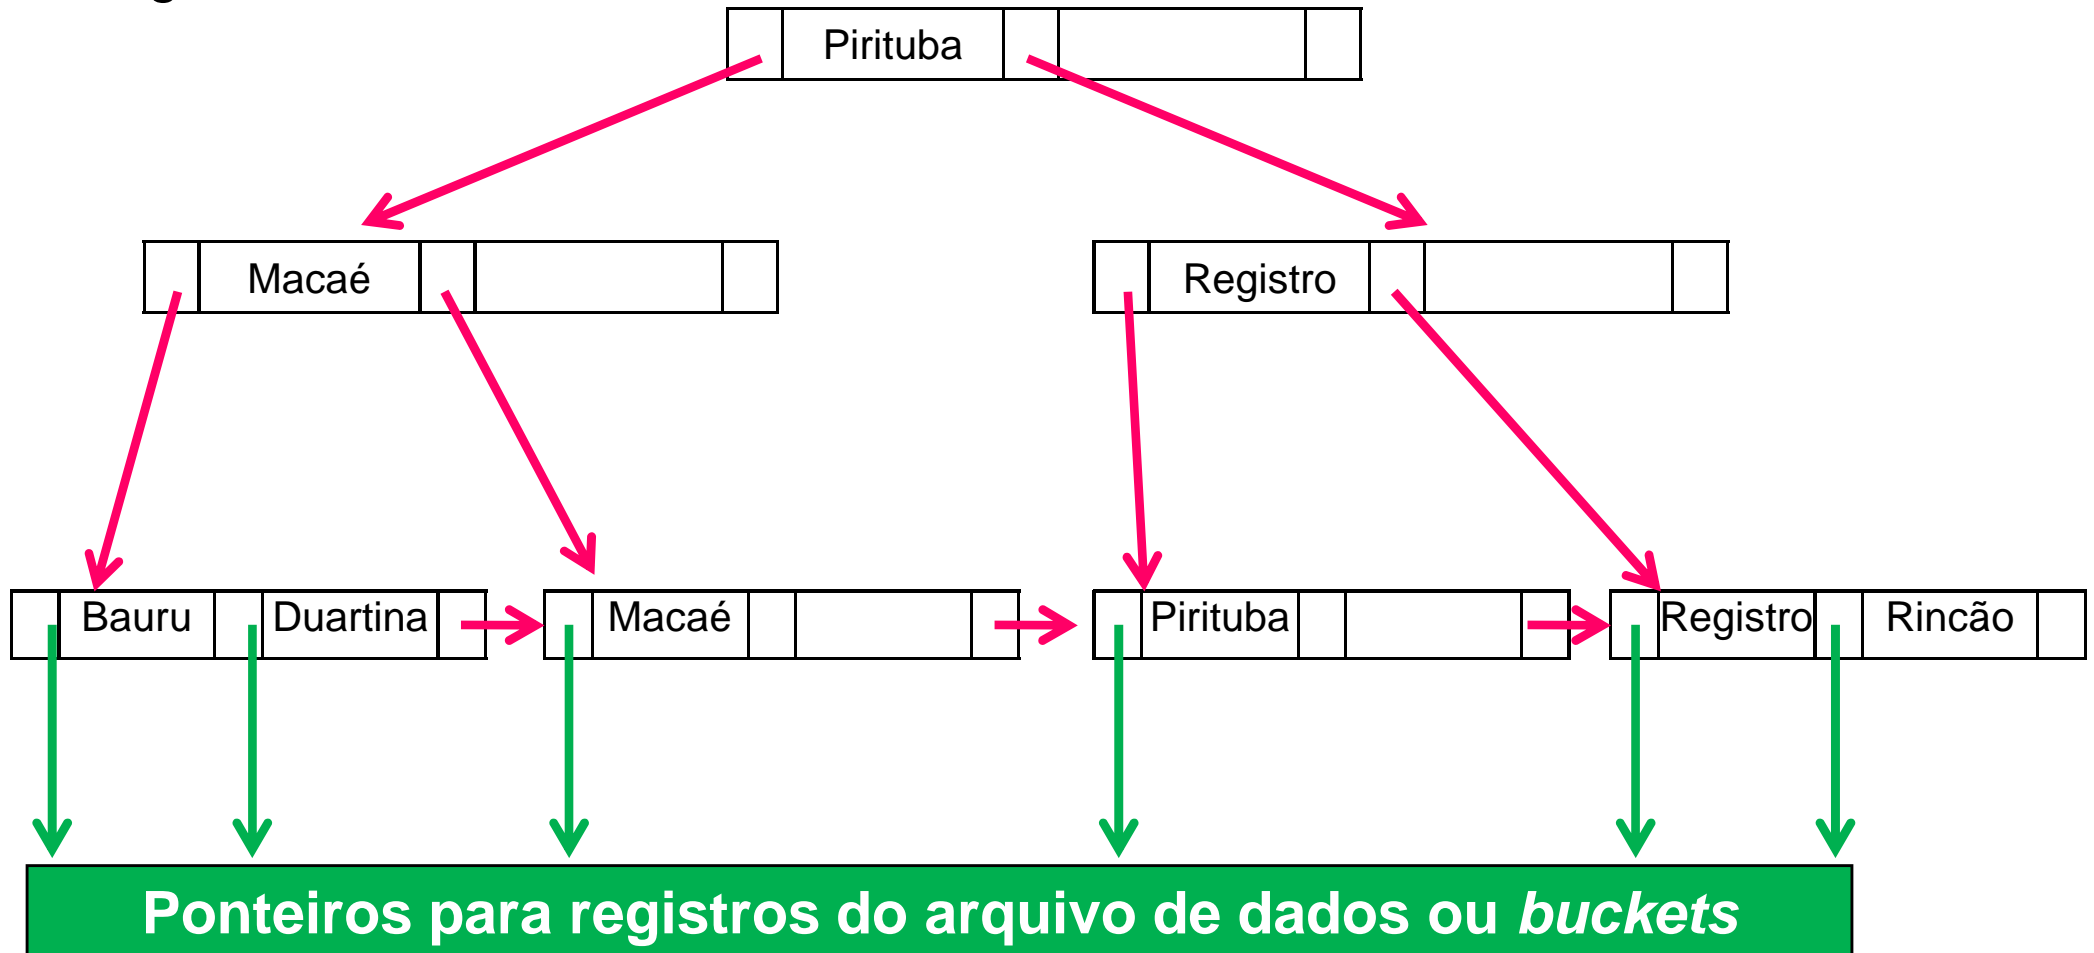 Pirituba
Macaé
Registro
Bauru Duartina Macaé Pirituba Registro Rincão
Ponteiros para registros do arquivo de dados ou buckets